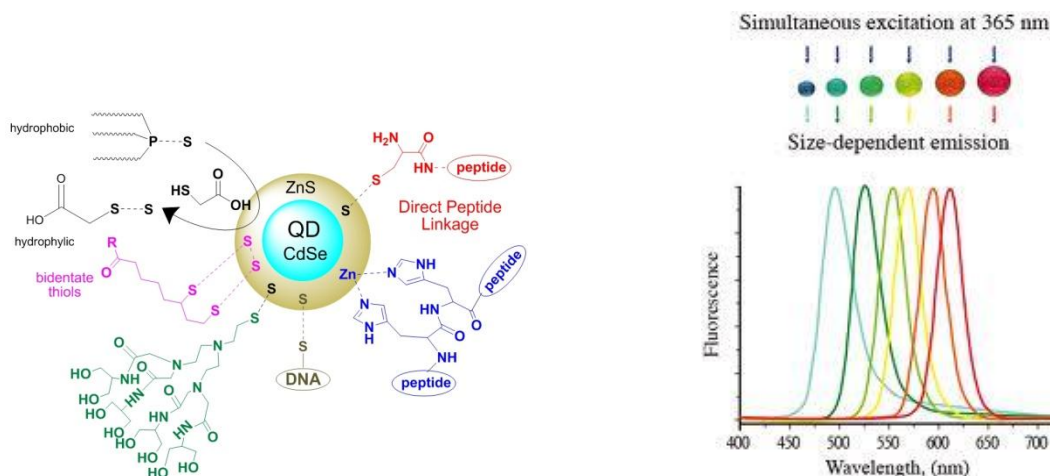 hydrophobic
P
S
O
HO
S
S
hydrophylic
HS
O
OH
ZnS
QD
CdSe
S
H₂N
O
HN
peptide
S
Direct Peptide
Linkage
R
O
bidentate
thiols
S
S
S
S
S
Zn
N
NH
N
N
H
HN
O
O
NH
peptide
peptide
S
S
DNA
S
N
N
O
O
O
O
NH
HN
NH
HN
HO
HO
HO
HO
HO
HO
HO
OH
Simultaneous excitation at 365 nm
Size-dependent emission
Fluorescence
400 450 500 550 600 650 700
Wavelength, (nm)